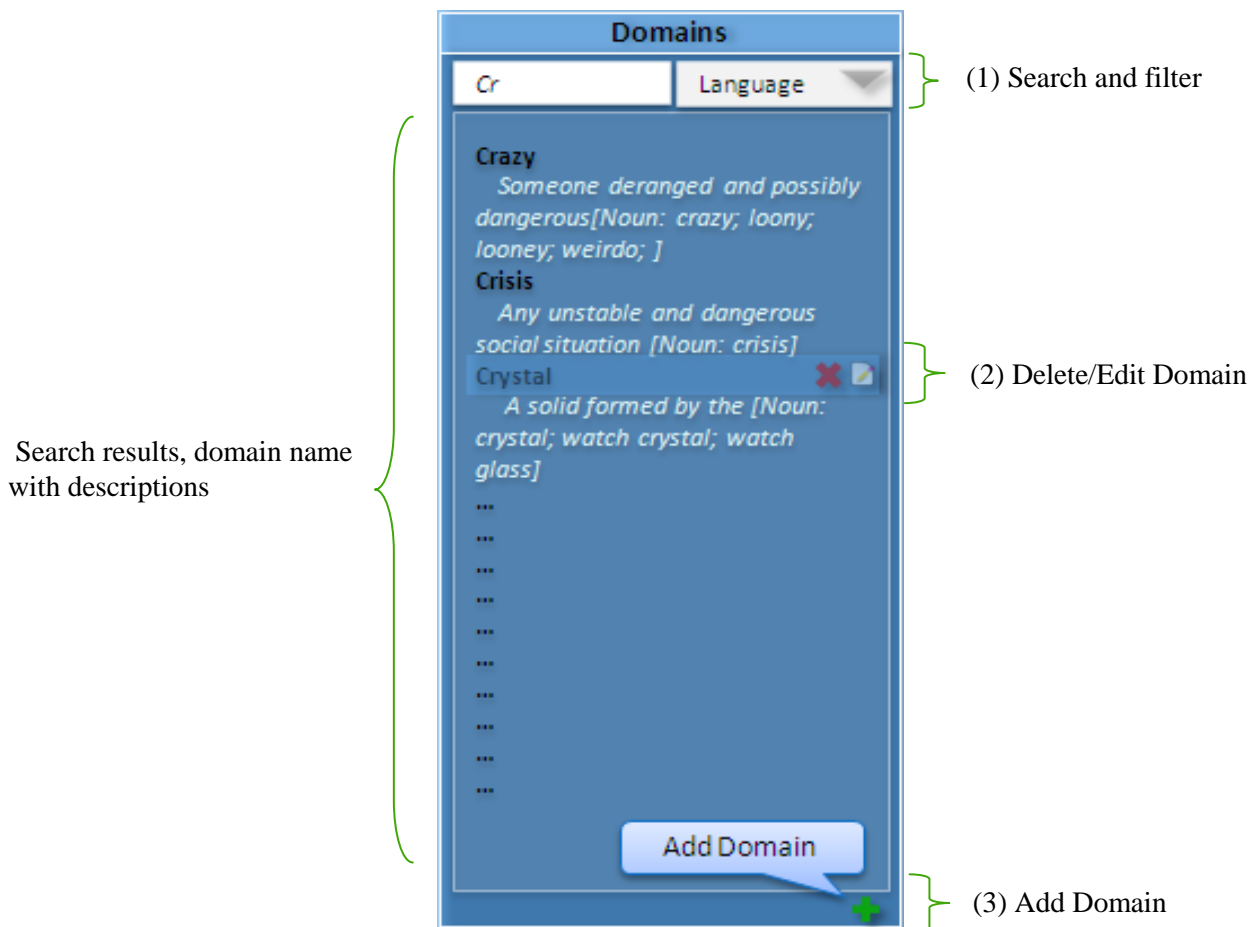 Domains
Cr
Language
(1) Search and filter
Crazy
Someone deranged and possibly
dangerous[Noun: crazy; loony;
looney; weirdo; ]
Crisis
Any unstable and dangerous
social situation [Noun: crisis]
Crystal
(2) Delete/Edit Domain
A solid formed by the [Noun:
crystal; watch crystal; watch
glass]
Search results, domain name
with descriptions
...
...
...
...
...
...
...
...
...
...
Add Domain
(3) Add Domain